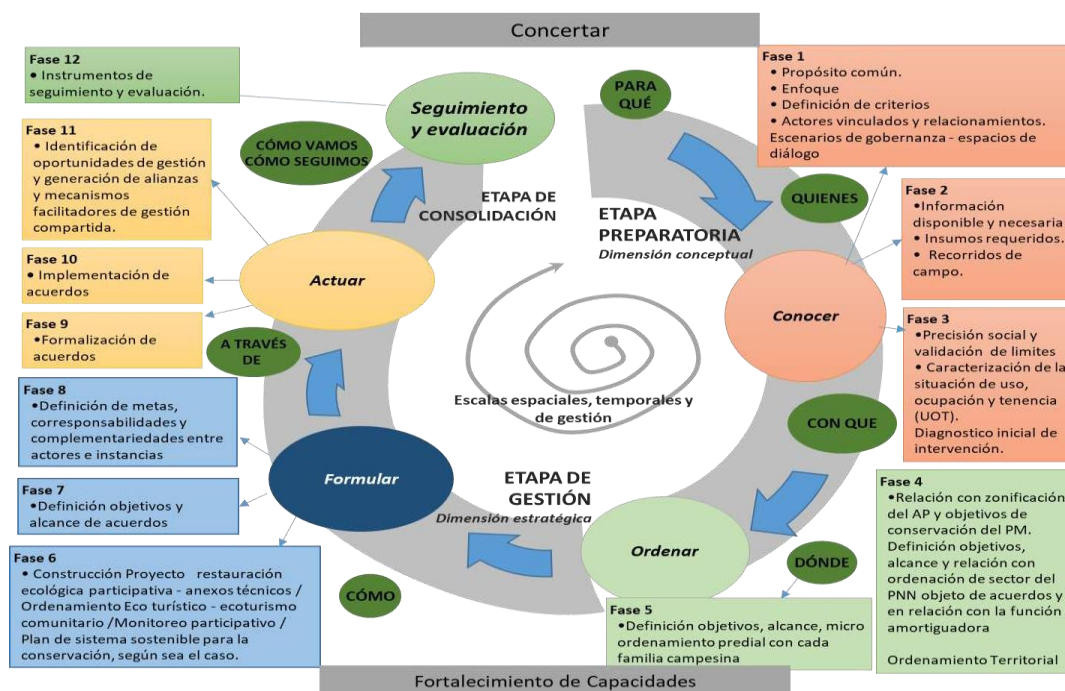 Concertar
Fase 1
• Propósito común.
• Enfoque
• Definición de criterios
• Actores vinculados y relacionamientos.
Escenarios de gobernanza - espacios de
diálogo
PARA
QUÉ
QUIENES
Fase 2
•Información
disponible y necesaria
• Insumos requeridos.
• Recorridos de
campo.
ETAPA
PREPARATORIA
Dimensión conceptual
Conocer
Fase 3
• Precisión social y
validación de limites
• Caracterización de la
situación de uso,
ocupación y tenencia
(UOT).
Diagnostico inicial de
intervención.
CON QUE
Fase 4
•Relación con zonificación
del AP y objetivos de
conservación del PM.
Definición objetivos,
alcance y relación con
ordenación de sector del
PNN objeto de acuerdos y
en relación con la función
amortiguadora
Ordenamiento Territorial
DÓNDE
Ordenar
Fase 5
•Definición objetivos, alcance, micro
ordenamiento predial con cada
familia campesina
ETAPA DE
GESTIÓN
Dimensión estratégica
Escalas espaciales, temporales y
de gestión
CÓMO
Fase 6
• Construcción Proyecto restauración
ecológica participativa - anexos técnicos /
Ordenamiento Eco turístico - ecoturismo
comunitario /Monitoreo participativo /
Plan de sistema sostenible para la
conservación, según sea el caso.
Fase 7
•Definición objetivos y
alcance de acuerdos
Fase 8
•Definición de metas,
corresponsabilidades y
complementariedades entre
actores e instancias
Formular
A TRAVÉS
DE
Fase 9
• Formalización de
acuerdos
Fase 10
• Implementación de
acuerdos
Fase 11
• Identificación de
oportunidades de gestión
y generación de alianzas
y mecanismos
facilitadores de gestión
compartida.
Actuar
ETAPA DE
CONSOLIDACIÓN
CÓMO VAMOS
CÓMO SEGUIMOS
Fase 12
• Instrumentos de
seguimiento y evaluación.
Seguimiento
y evaluación
Fortalecimiento de Capacidades